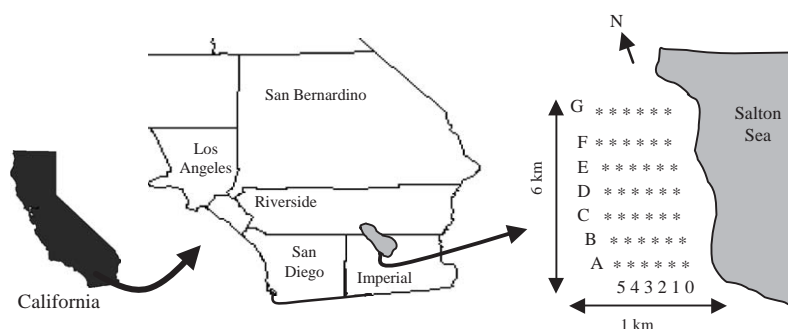 California
San Bernardino
Los
Angeles
Riverside
San
Diego
Imperial
N
Salton
Sea
6 km
G ******
F ******
E ******
D ******
C ******
B ******
A ******
5 4 3 2 1 0
1 km